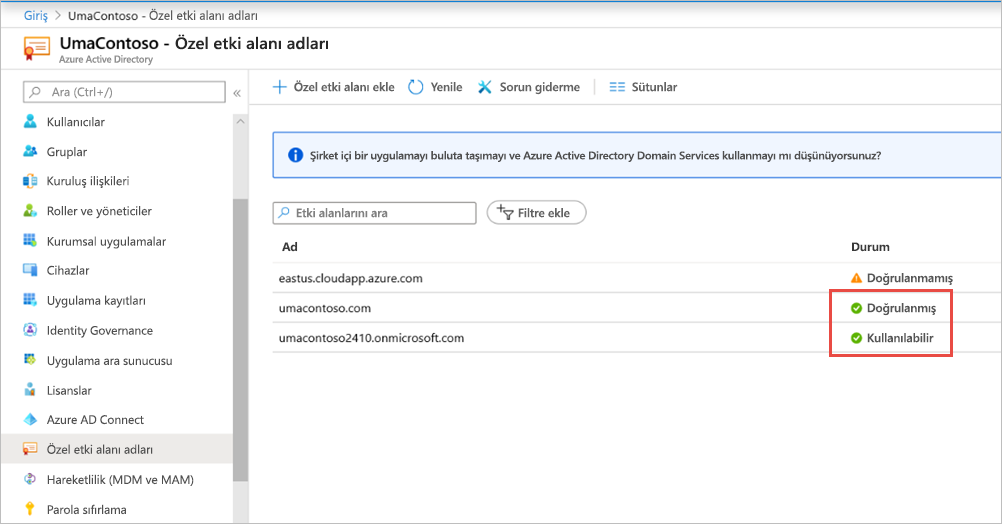 Giriş > UmaContoso - Özel etki alanı adları
UmaContoso - Özel etki alanı adları
Azure Active Directory
Ara (Ctrl+/)
«
Kullanıcılar
Gruplar
Kuruluş ilişkileri
Roller ve yöneticiler
Kurumsal uygulamalar
Cihazlar
Uygulama kayıtları
Identity Governance
Uygulama ara sunucusu
Lisanslar
Azure AD Connect
Özel etki alanı adları
Hareketlilik (MDM ve MAM)
Parola sıfırlama
Özel etki alanı ekle Yenile Sorun giderme Sütunlar
Şirket içi bir uygulamayı buluta taşımayı ve Azure Active Directory Domain Services kullanmayı mı düşünüyorsunuz?
Etki alanlarını ara Filtre ekle
Ad Durum
eastus.cloudapp.azure.com Doğrulanmamış
umacontoso.com Doğrulanmış
umacontoso2410.onmicrosoft.com Kullanılabilir